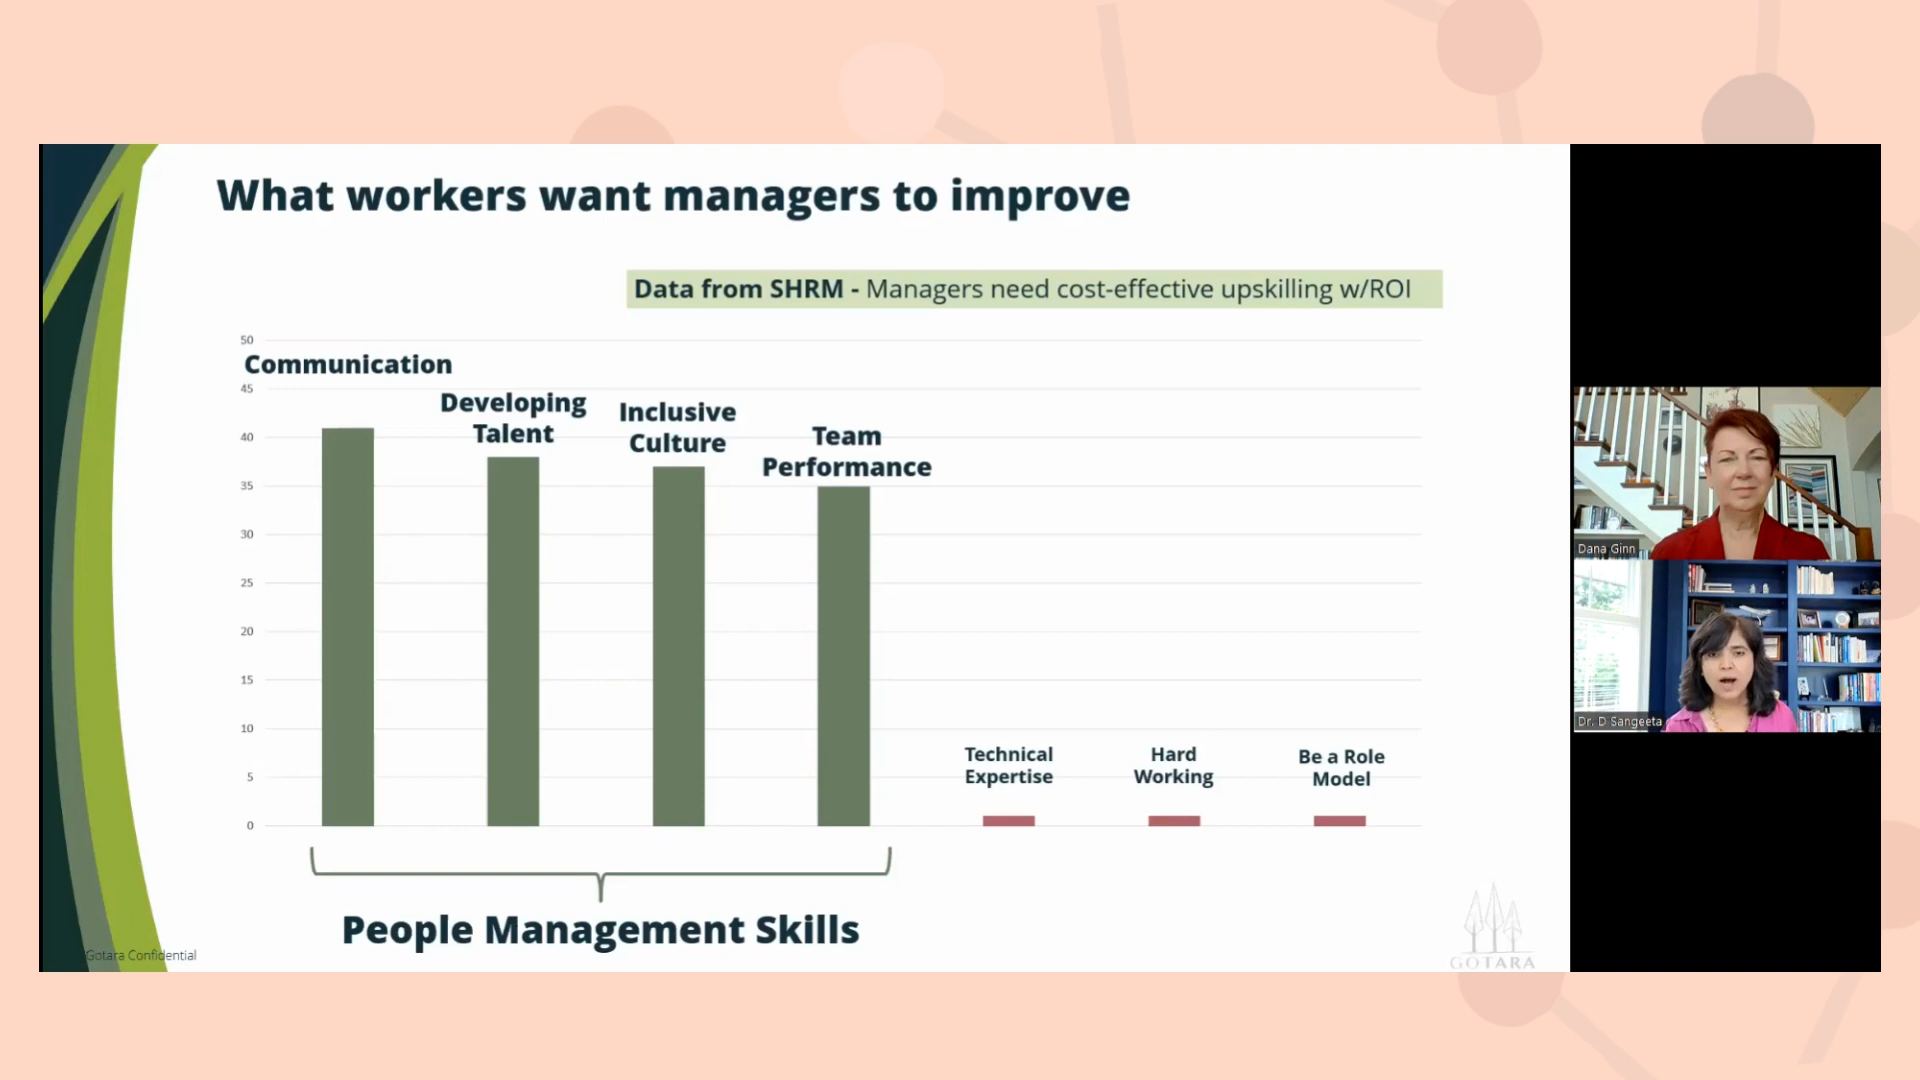 What workers want managers to improve
Data from SHRM - Managers need cost-effective upskilling w/ROI
50
45
40
35
30
25
20
15
10
5
0
Communication
Developing
Talent
Inclusive
Culture
Team
Performance
Technical
Expertise
Hard
Working
Be a Role
Model
People Management Skills
Gotara Confidential
GOTARA
Dana Ginn
Dr. D Sangeeta